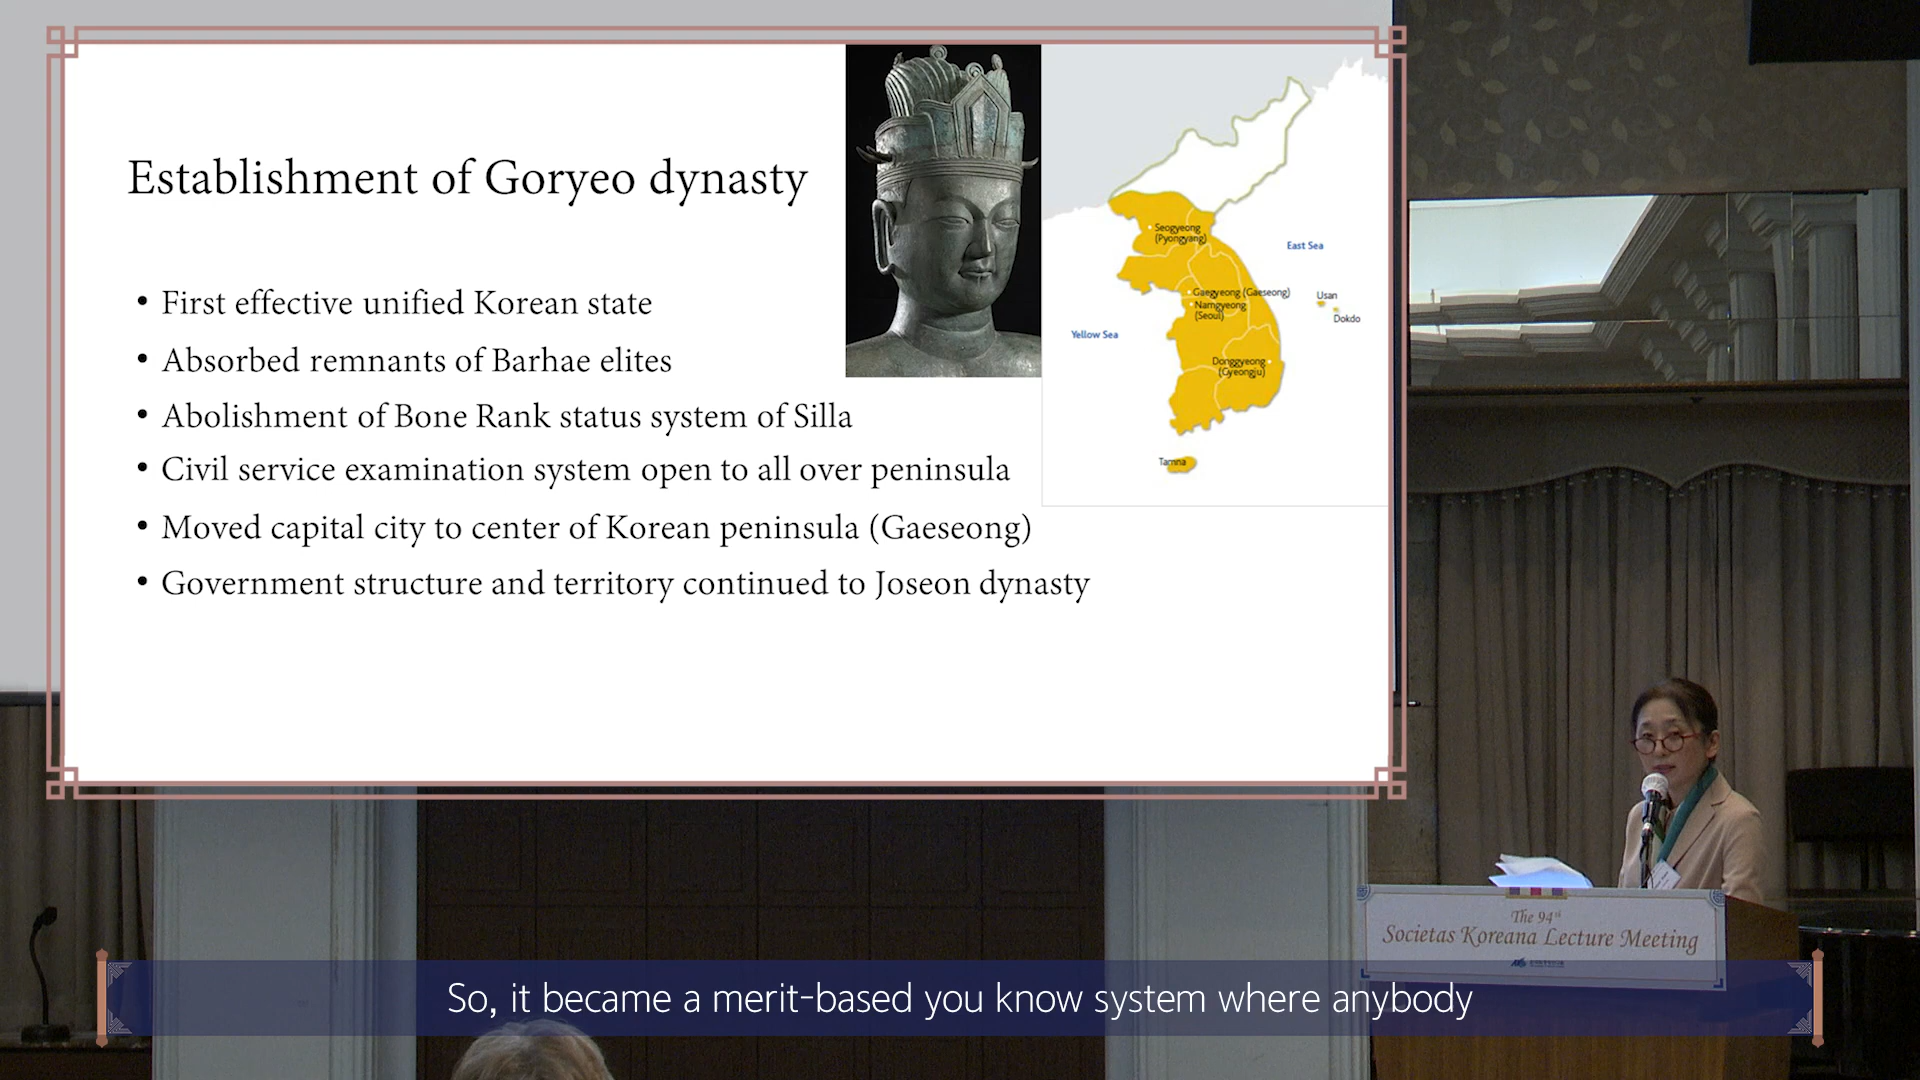 Establishment of Goryeo dynasty
• First effective unified Korean state
• Absorbed remnants of Barhae elites
• Abolishment of Bone Rank status system of Silla
• Civil service examination system open to all over peninsula
• Moved capital city to center of Korean peninsula (Gaeseong)
• Government structure and territory continued to Joseon dynasty
Seogyeong
(Pyongyang)
East Sea
Gaegyeong (Gaeseong)
Namgyeong
(Seoul)
Usan
Dokdo
Yellow Sea
Donggyeong
(Gyeongju)
Tamna
The 94th
Societas Koreana Lecture Meeting
So, it became a merit-based you know system where anybody